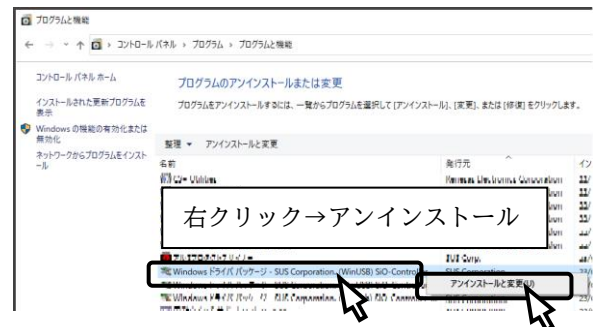 プログラムと機能
コントロール パネル › プログラム › プログラムと機能
コントロール パネル ホーム
プログラムのアンインストールまたは変更
インストールされた更新プログラムを
表示
プログラムをアンインストールするには、一覧からプログラムを選択して [アンインストール]、[変更]、または [修復] をクリックします。
Windows の機能の有効化または
無効化
ネットワークからプログラムをインスト
ール
整理 ▾ アンインストールと変更
名前 発行元 イン
Renesas Electronics Corporation
右クリック→アンインストール
SUS Corp.
Windows ドライバ パッケージ - SUS Corporation. (WinUSB) SiO-Controller SUS Corporation
アンインストールと変更(U)